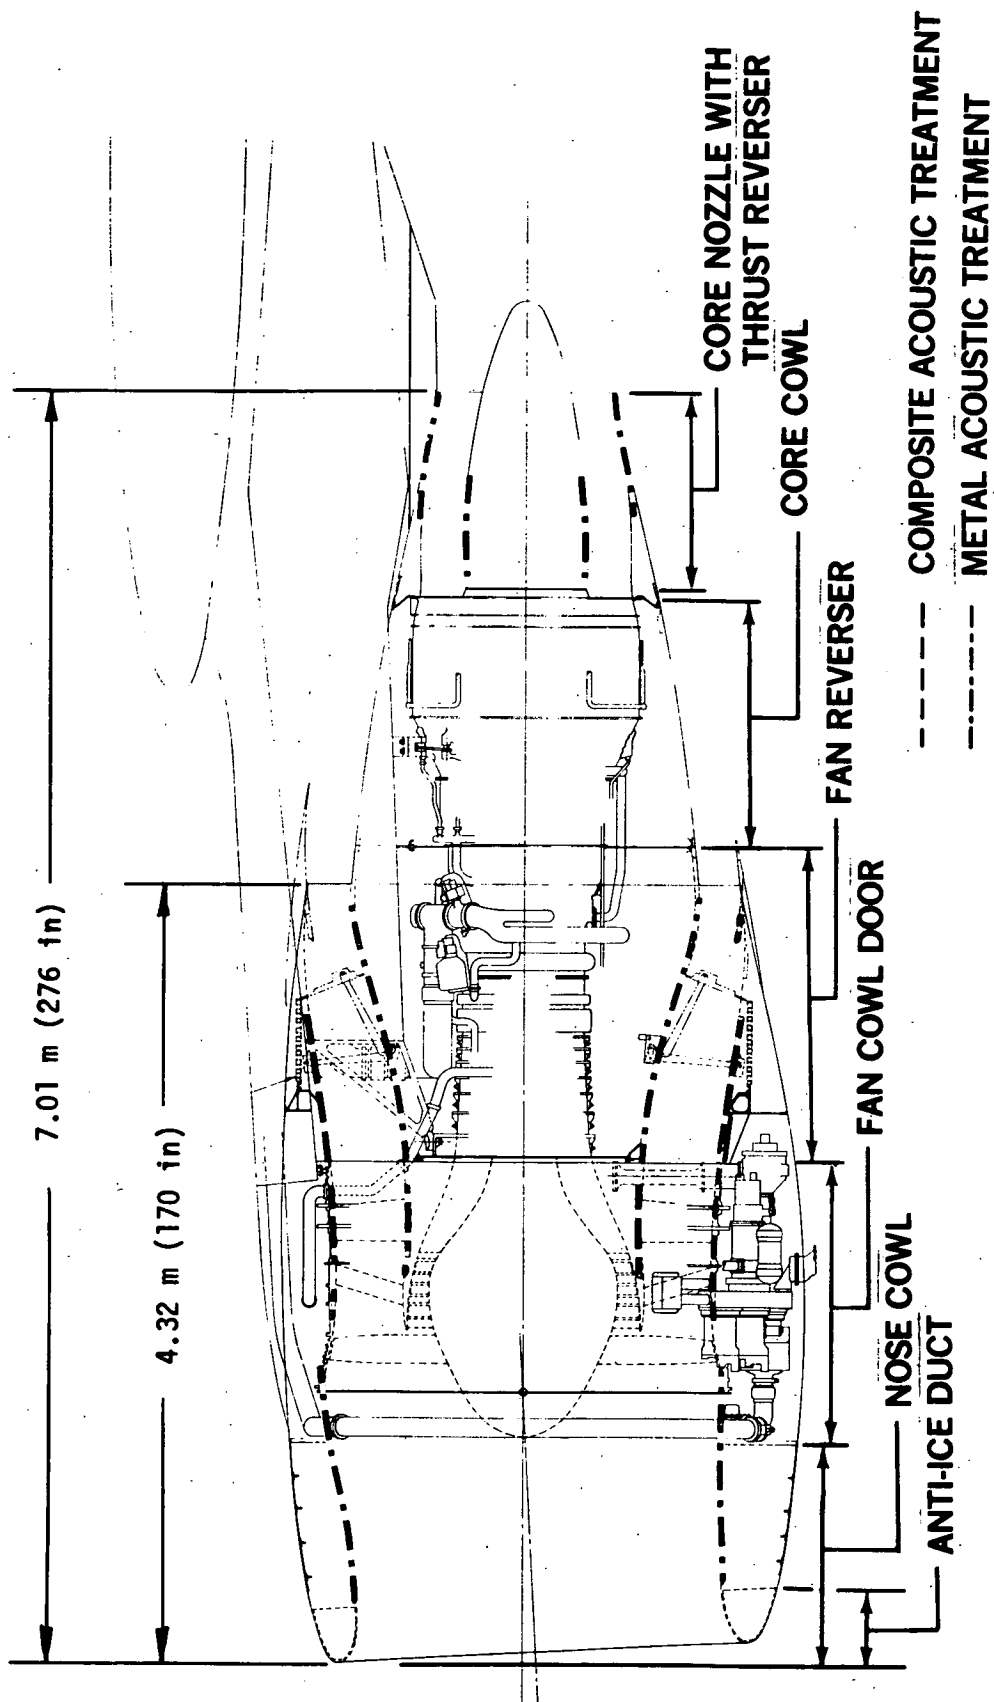 7.01 m (276 in)
4.32 m (170 in)
CORE NOZZLE WITH
THRUST REVERSER
CORE COWL
FAN REVERSER
FAN COWL DOOR
NOSE COWL
ANTI-ICE DUCT
COMPOSITE ACOUSTIC TREATMENT
METAL ACOUSTIC TREATMENT